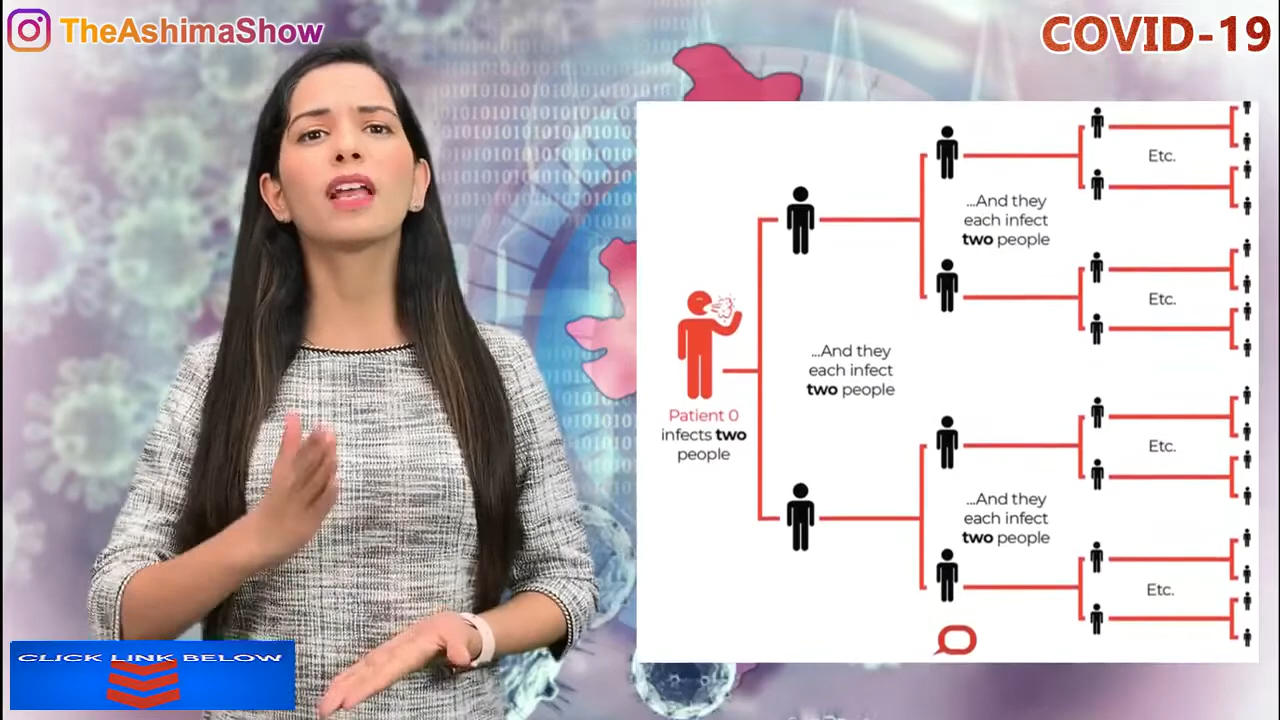 TheAshimaShow
COVID-19
Etc.
...And they
each infect
two people
Etc.
...And they
each infect
two people
Patient 0
infects two
people
Etc.
...And they
each infect
two people
Etc.
CLICK LINK BELOW